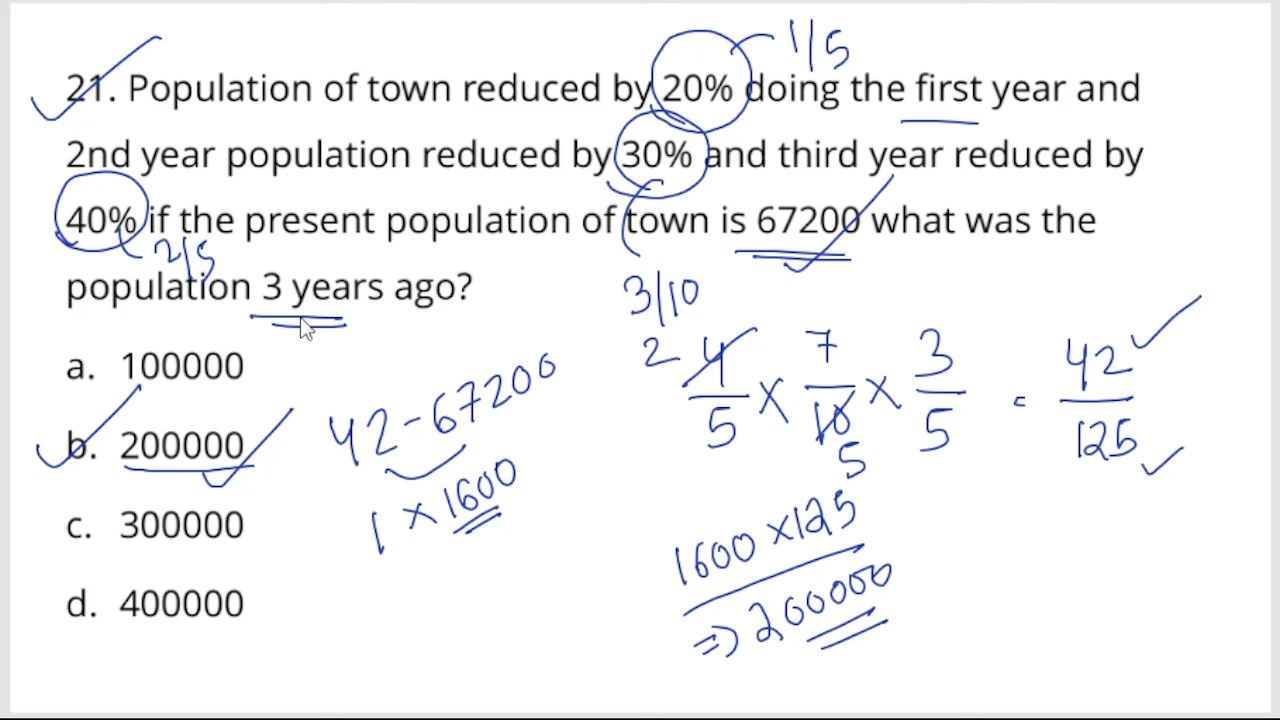 21. Population of town reduced by 20% doing the first year and
2nd year population reduced by 30% and third year reduced by
40% if the present population of town is 67200 what was the
population 3 years ago?
a. 100000
b. 200000
c. 300000
d. 400000
1/5
2/5
3/10
2 4/5 × 7/10 × 3/5 = 42/125
5
42-67200
1 × 1600
1600 ×125
⇒ 200000